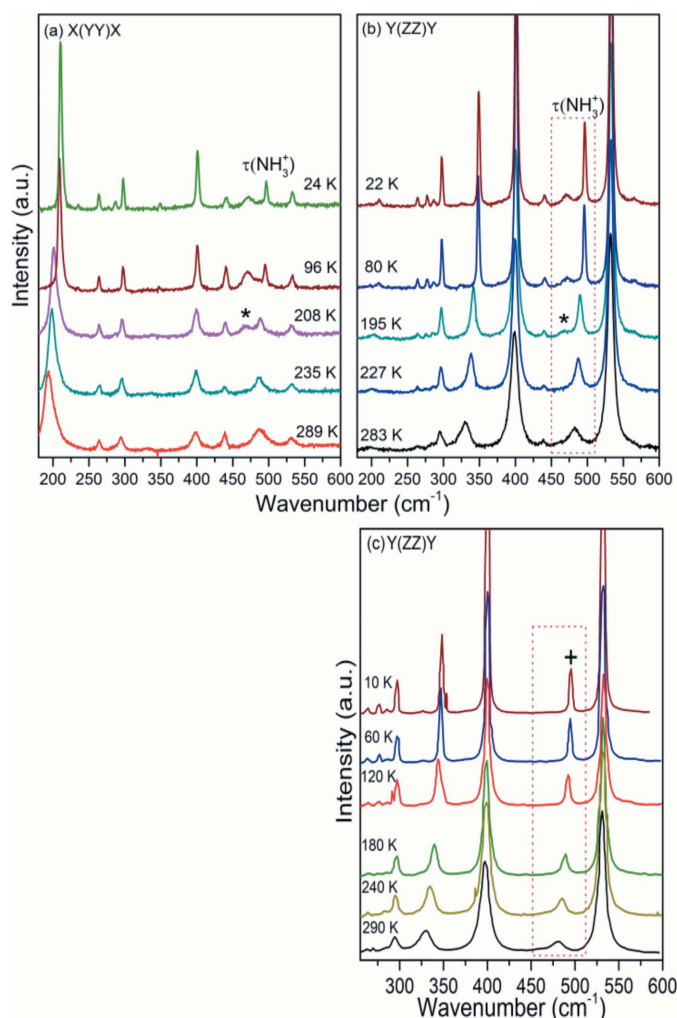 (a) X(YY)X
τ(NH₃⁺)
24 K
96 K
208 K
*
235 K
289 K
180 200 250 300 350 400 450 500 550 600
(b) Y(ZZ)Y
τ(NH₃⁺)
22 K
80 K
195 K
*
227 K
283 K
180 200 250 300 350 400 450 500 550 600
Intensity (a.u.)
Wavenumber (cm⁻¹)
(c) Y(ZZ)Y
+
10 K
60 K
120 K
180 K
240 K
290 K
Intensity (a.u.)
300 350 400 450 500 550 600
Wavenumber (cm⁻¹)